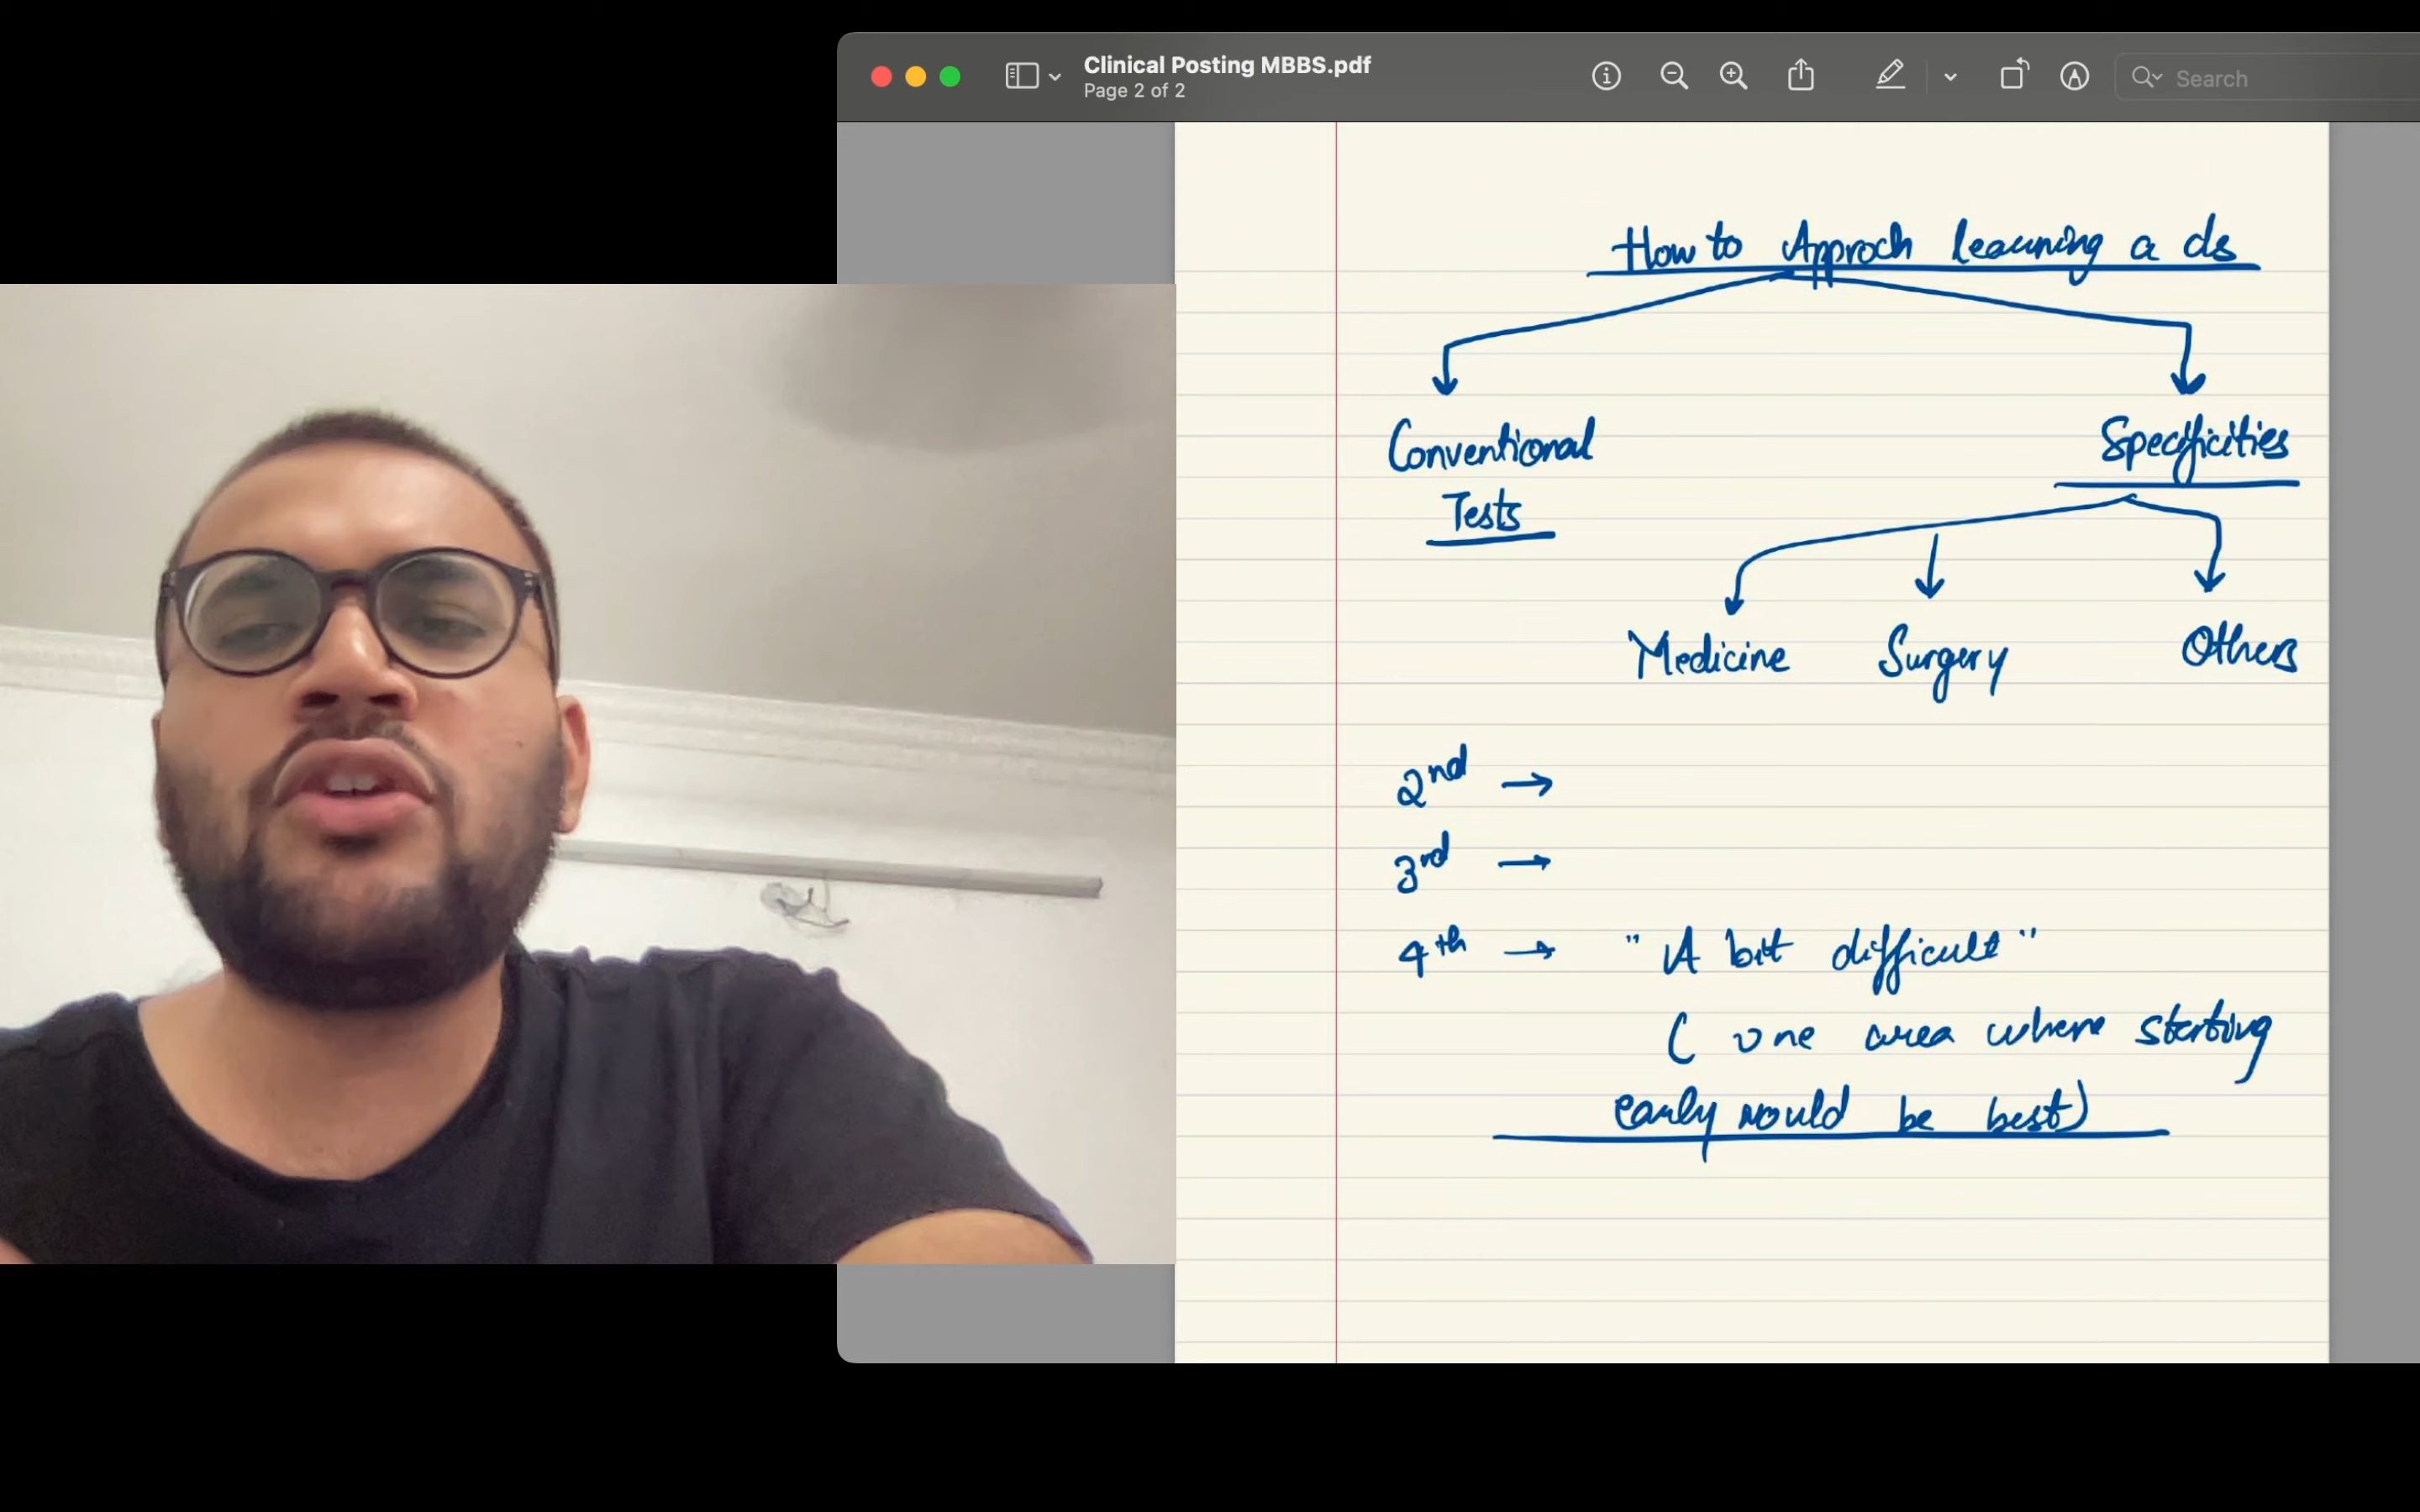 Clinical Posting MBBS.pdf
Page 2 of 2
Search
How to Approch learning a ds
Conventional
Tests
Specificities
Medicine Surgery Others
2nd →
3rd →
4th → "A bit difficult"
( one area where starting
early would be best)